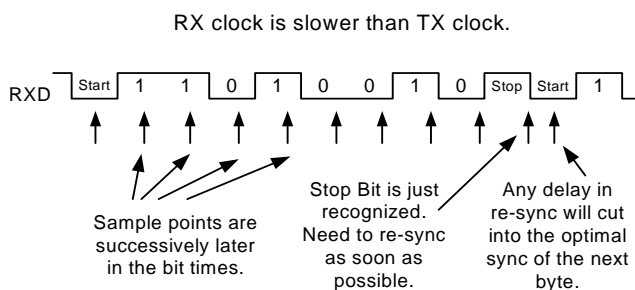 RX clock is slower than TX clock.
RXD Start 1 1 0 1 0 0 1 0 Stop Start 1
Sample points are
successively later
in the bit times.
Stop Bit is just
recognized.
Need to re-sync
as soon as
possible.
Any delay in
re-sync will cut
into the optimal
sync of the next
byte.